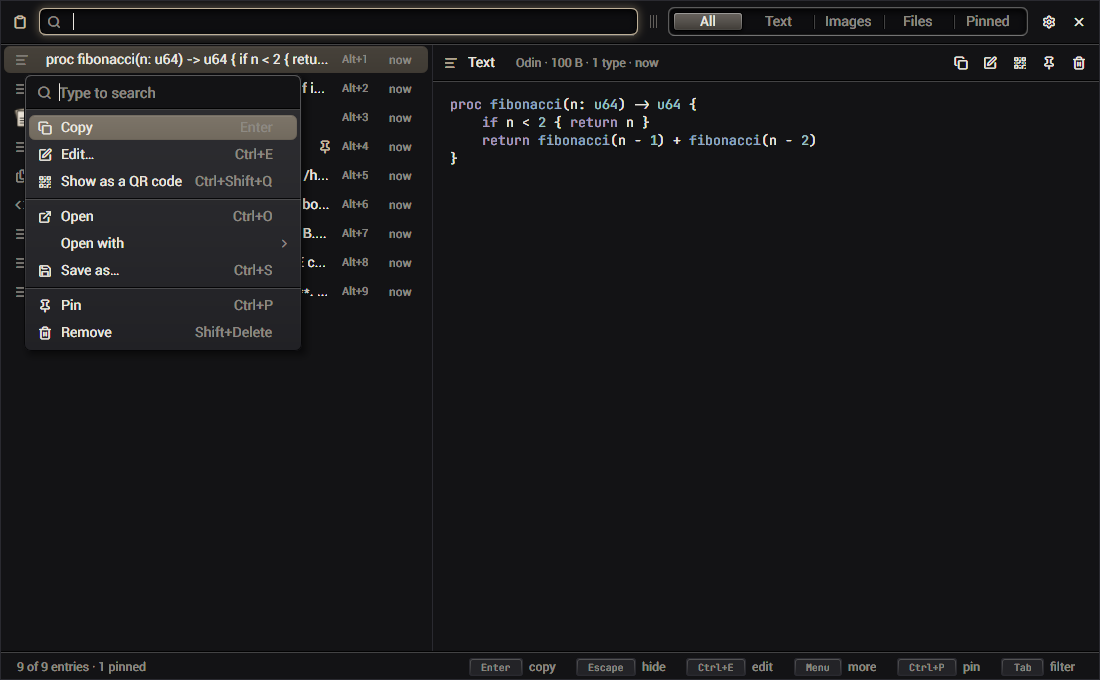 All Text Images Files Pinned
proc fibonacci(n: u64) -> u64 { if n < 2 { retu... Alt+1 now
Text Odin · 100 B · 1 type · now
Type to search
f i... Alt+2 now
Alt+3 now
Alt+4 now
/h... Alt+5 now
bo... Alt+6 now
B.... Alt+7 now
c... Alt+8 now
*. ... Alt+9 now
Copy Enter
Edit... Ctrl+E
Show as a QR code Ctrl+Shift+Q
Open Ctrl+O
Open with
Save as... Ctrl+S
Pin Ctrl+P
Remove Shift+Delete
proc fibonacci(n: u64) -> u64 {
if n < 2 { return n }
return fibonacci(n - 1) + fibonacci(n - 2)
}
9 of 9 entries · 1 pinned
Enter copy Escape hide Ctrl+E edit Menu more Ctrl+P pin Tab filter